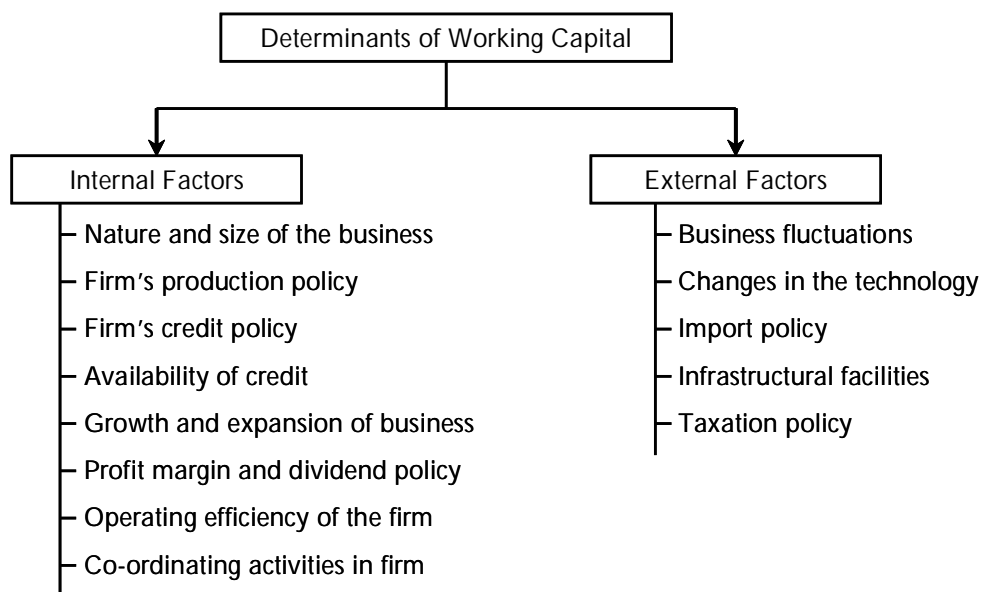 Determinants of Working Capital
Internal Factors
Nature and size of the business
Firm's production policy
Firm's credit policy
Availability of credit
Growth and expansion of business
Profit margin and dividend policy
Operating efficiency of the firm
Co-ordinating activities in firm
External Factors
Business fluctuations
Changes in the technology
Import policy
Infrastructural facilities
Taxation policy